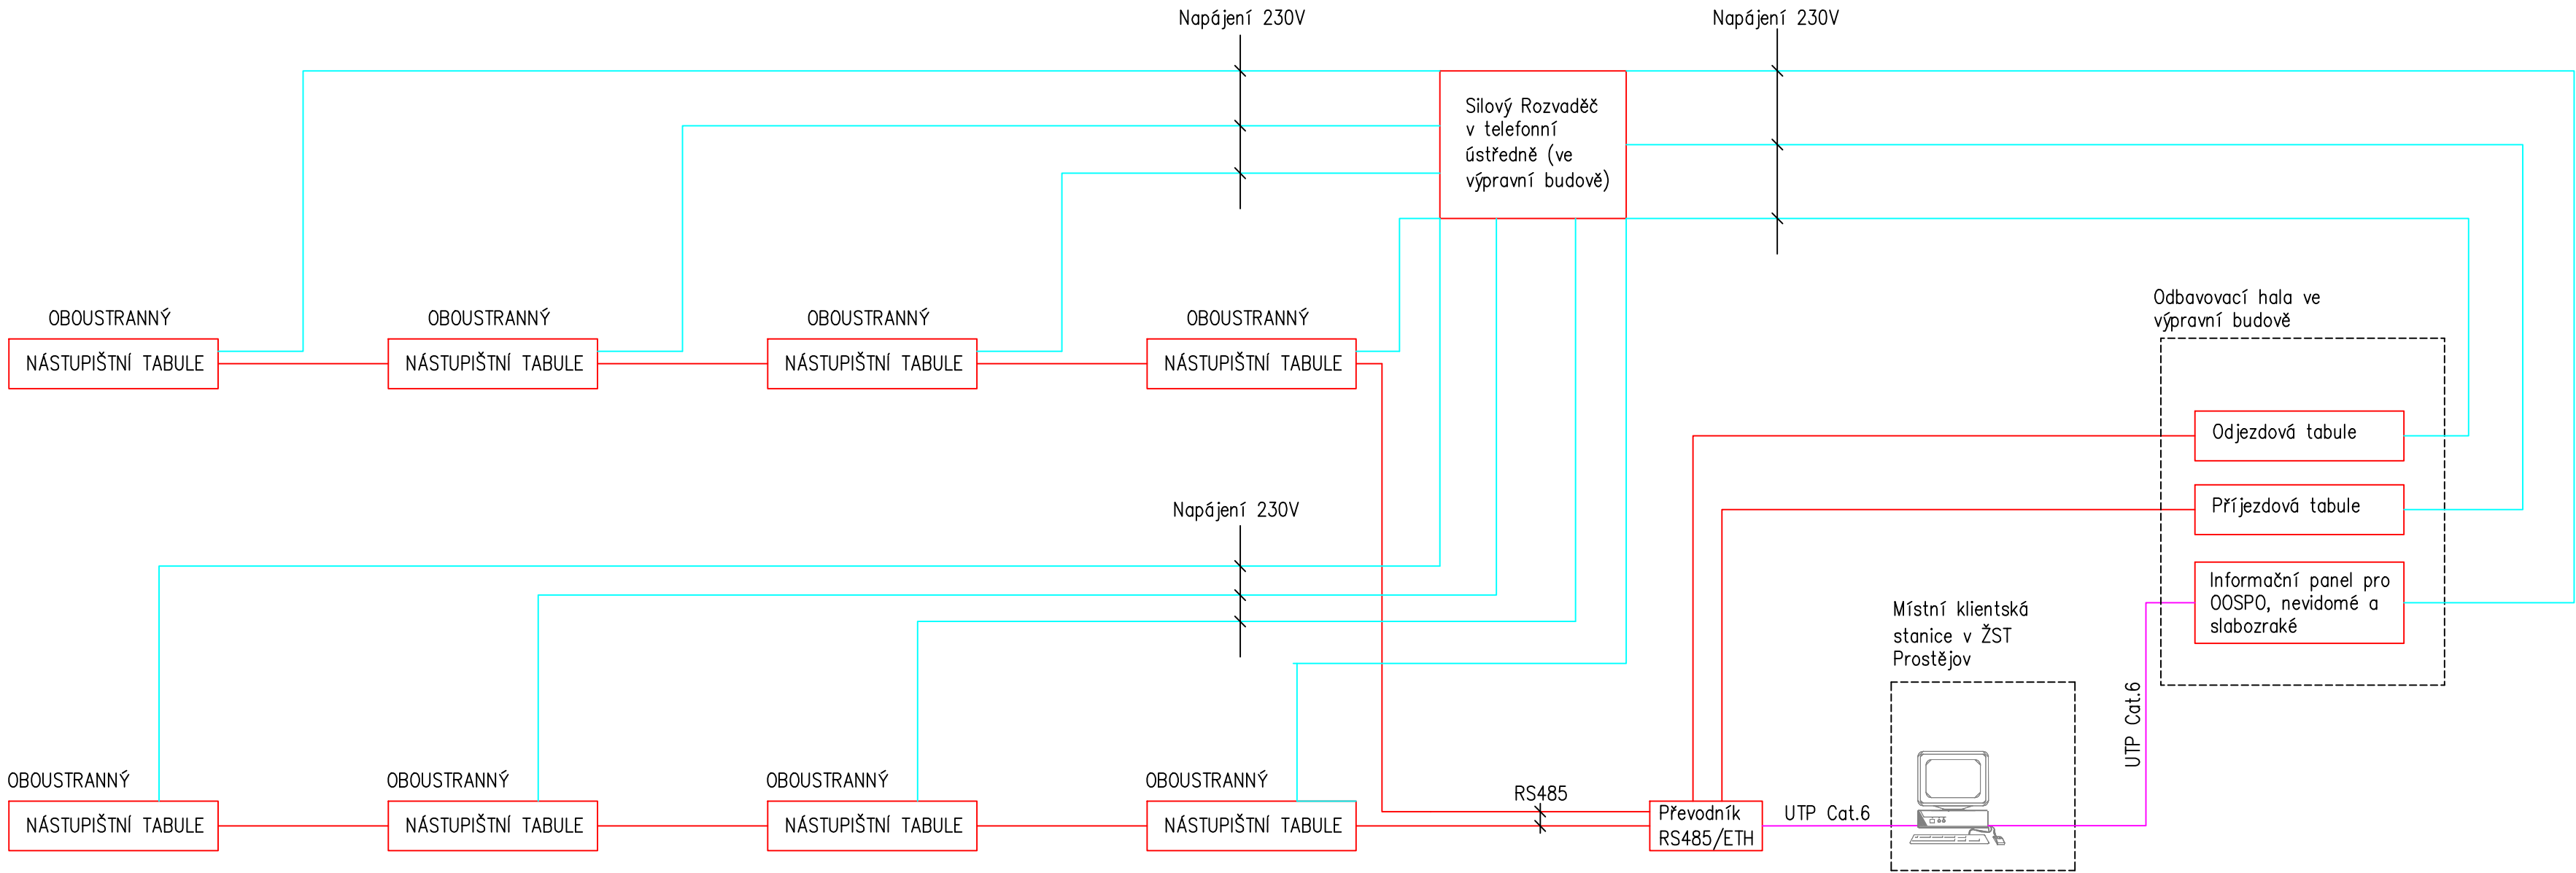 Napájení 230V
Napájení 230V
Silový Rozvaděč
v telefonní
ústředně (ve
výpravní budově)
OBOUSTRANNÝ
OBOUSTRANNÝ
OBOUSTRANNÝ
OBOUSTRANNÝ
NÁSTUPIŠTNÍ TABULE
NÁSTUPIŠTNÍ TABULE
NÁSTUPIŠTNÍ TABULE
NÁSTUPIŠTNÍ TABULE
Odbavovací hala ve
výpravní budově
Odjezdová tabule
Příjezdová tabule
Informační panel pro
OOSPO, nevidomé a
slabozraké
Napájení 230V
Místní klientská
stanice v ŽST
Prostějov
UTP Cat.6
OBOUSTRANNÝ
OBOUSTRANNÝ
OBOUSTRANNÝ
OBOUSTRANNÝ
NÁSTUPIŠTNÍ TABULE
NÁSTUPIŠTNÍ TABULE
NÁSTUPIŠTNÍ TABULE
NÁSTUPIŠTNÍ TABULE
RS485
Převodník
RS485/ETH
UTP Cat.6